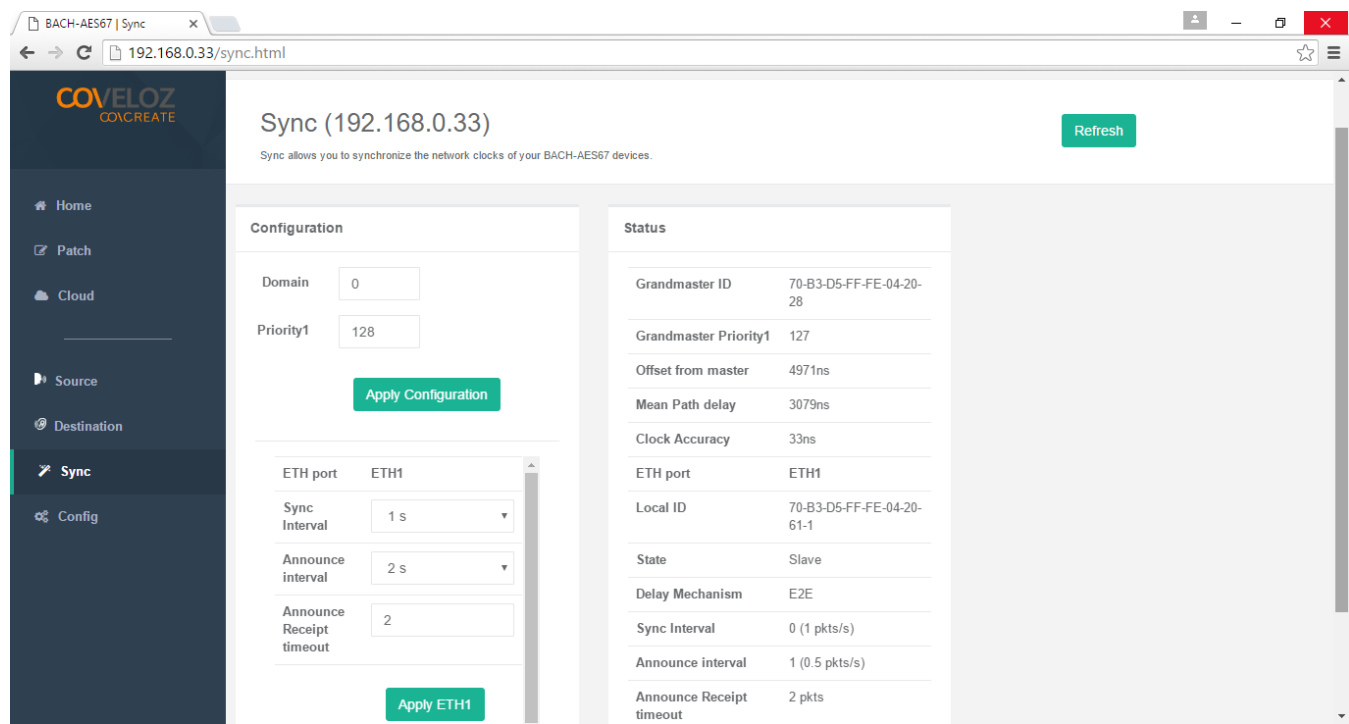 BACH-AES67 | Sync
192.168.0.33/sync.html
COVELOZ
CO\CREATE
Home
Patch
Cloud
Source
Destination
Sync
Config
Sync (192.168.0.33)
Refresh
Sync allows you to synchronize the network clocks of your BACH-AES67 devices.
Configuration
Domain 0
Priority1 128
Apply Configuration
ETH port ETH1
Sync
Interval 1 s
Announce
interval 2 s
Announce
Receipt 2
timeout
Apply ETH1
Status
Grandmaster ID 70-B3-D5-FF-FE-04-20-
28
Grandmaster Priority1 127
Offset from master 4971ns
Mean Path delay 3079ns
Clock Accuracy 33ns
ETH port ETH1
Local ID 70-B3-D5-FF-FE-04-20-
61-1
State Slave
Delay Mechanism E2E
Sync Interval 0 (1 pkts/s)
Announce interval 1 (0.5 pkts/s)
Announce Receipt 2 pkts
timeout